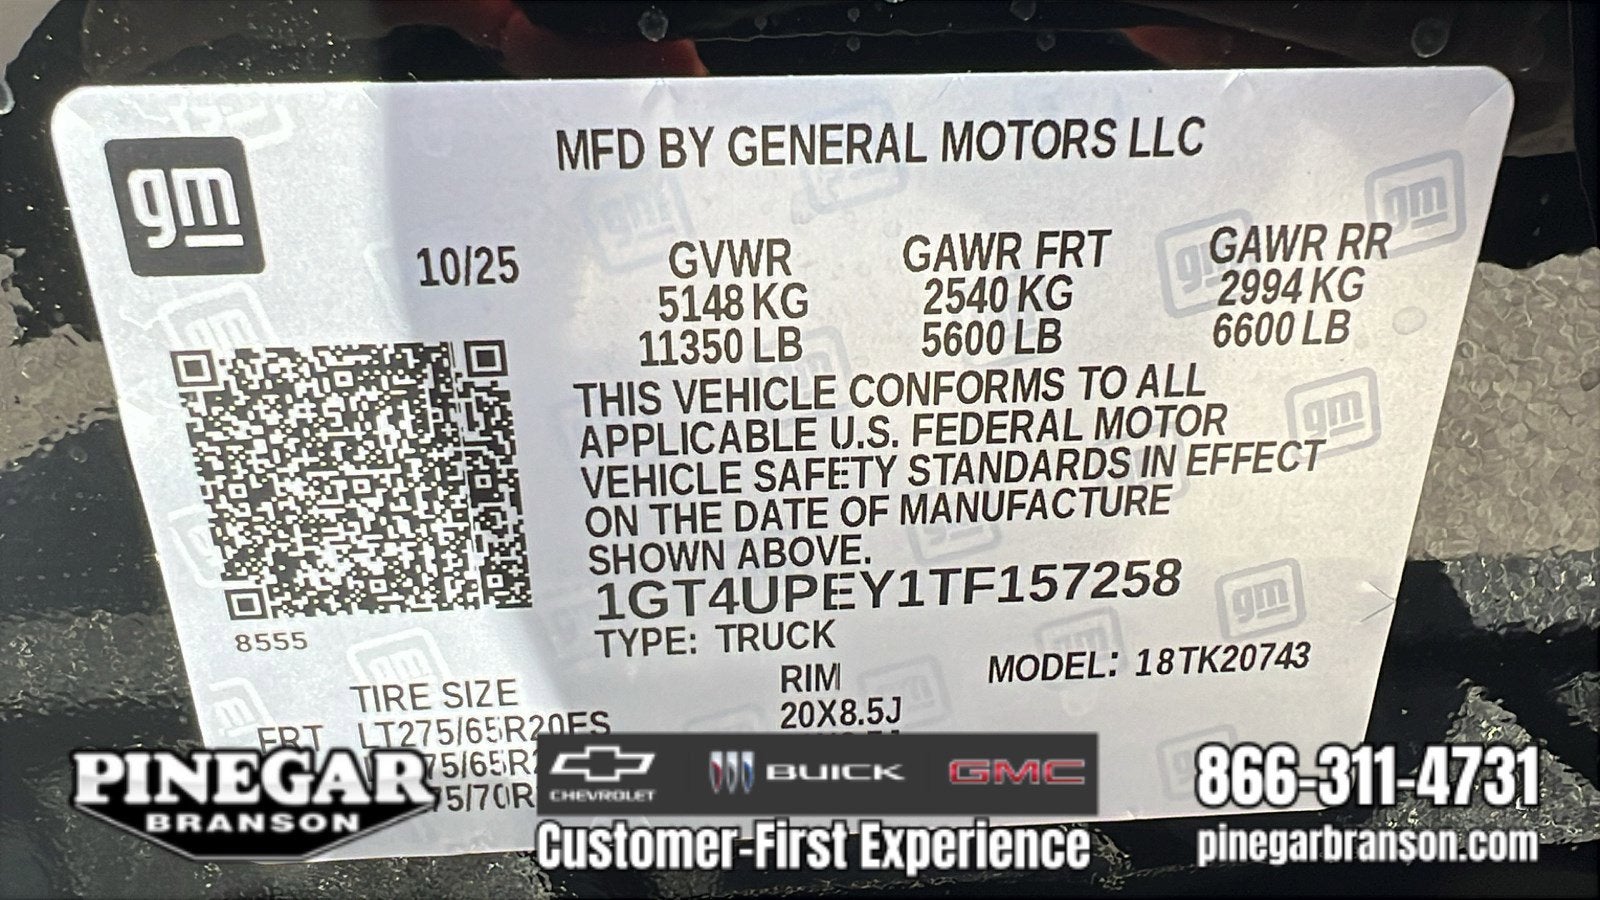 MFD BY GENERAL MOTORS LLC
gm
10/25
GVWR
5148 KG
11350 LB
GAWR FRT
2540 KG
5600 LB
GAWR RR
2994 KG
6600 LB
THIS VEHICLE CONFORMS TO ALL
APPLICABLE U.S. FEDERAL MOTOR
VEHICLE SAFETY STANDARDS IN EFFECT
ON THE DATE OF MANUFACTURE
SHOWN ABOVE.
1GT4UPEY1TF157258
8555
TYPE: TRUCK
MODEL: 18TK20743
TIRE SIZE
RIM
FRT LT275/65R20ES 20X8.5J
PINEGAR
BRANSON
CHEVROLET
BUICK
GMC
Customer-First Experience
866-311-4731
pinegarbranson.com